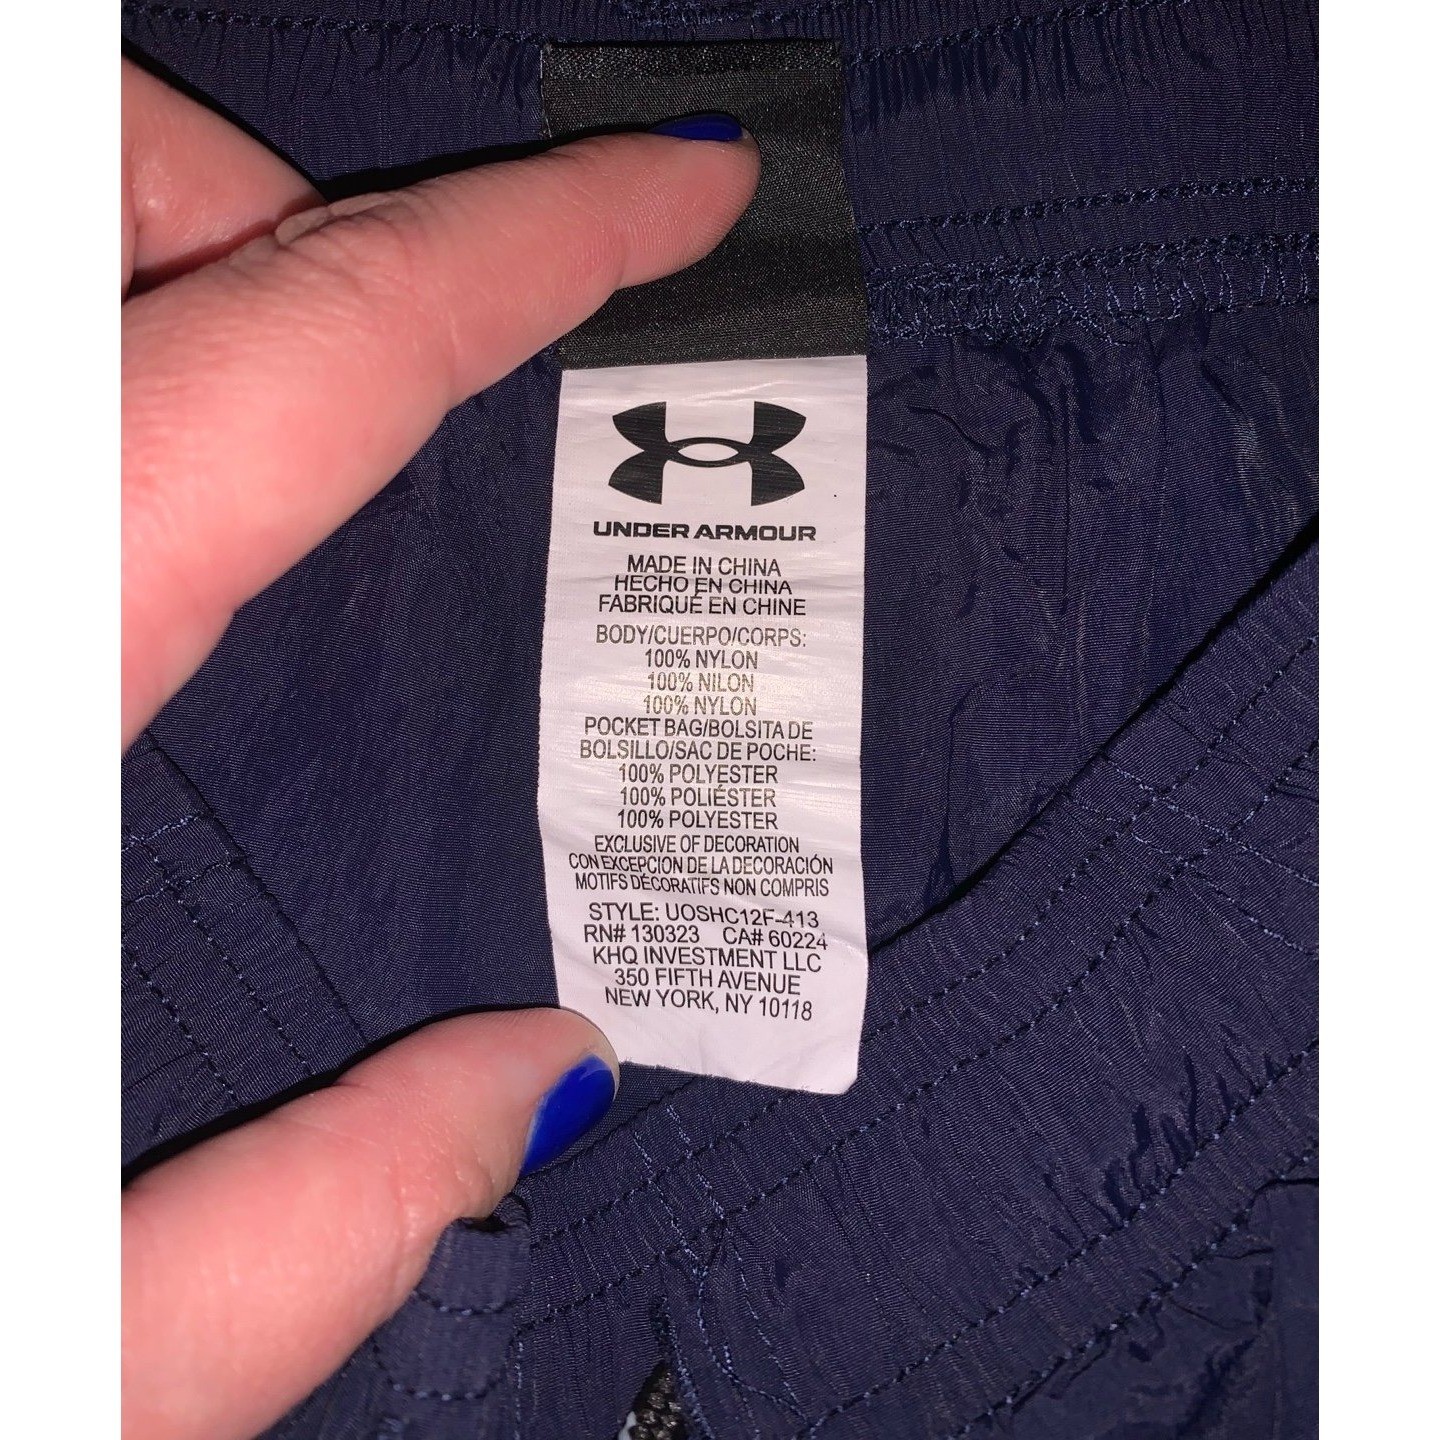 UNDER ARMOUR
MADE IN CHINA
HECHO EN CHINA
FABRIQUÉ EN CHINE
BODY/CUERPO/CORPS:
100% NYLON
100% NILON
100% NYLON
POCKET BAG/BOLSITA DE
BOLSILLO/SAC DE POCHE:
100% POLYESTER
100% POLIÉSTER
100% POLYESTER
EXCLUSIVE OF DECORATION
CON EXCEPCION DE LA DECORACIÓN
MOTIFS DÉCORATIFS NON COMPRIS
STYLE: UOSHC12F-413
RN# 130323 CA# 60224
KHQ INVESTMENT LLC
350 FIFTH AVENUE
NEW YORK, NY 10118